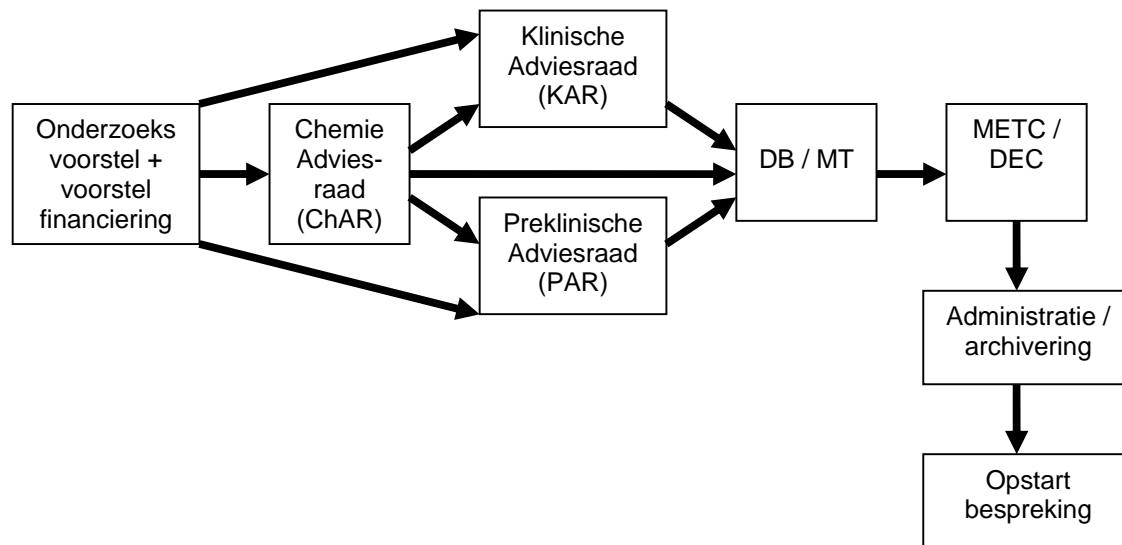 Onderzoeks
voorstel +
voorstel
financiering
Chemie
Advies-
raad
(ChAR)
Klinische
Adviesraad
(KAR)
Preklinische
Adviesraad
(PAR)
DB / MT
METC /
DEC
Administratie /
archivering
Opstart
bespreking